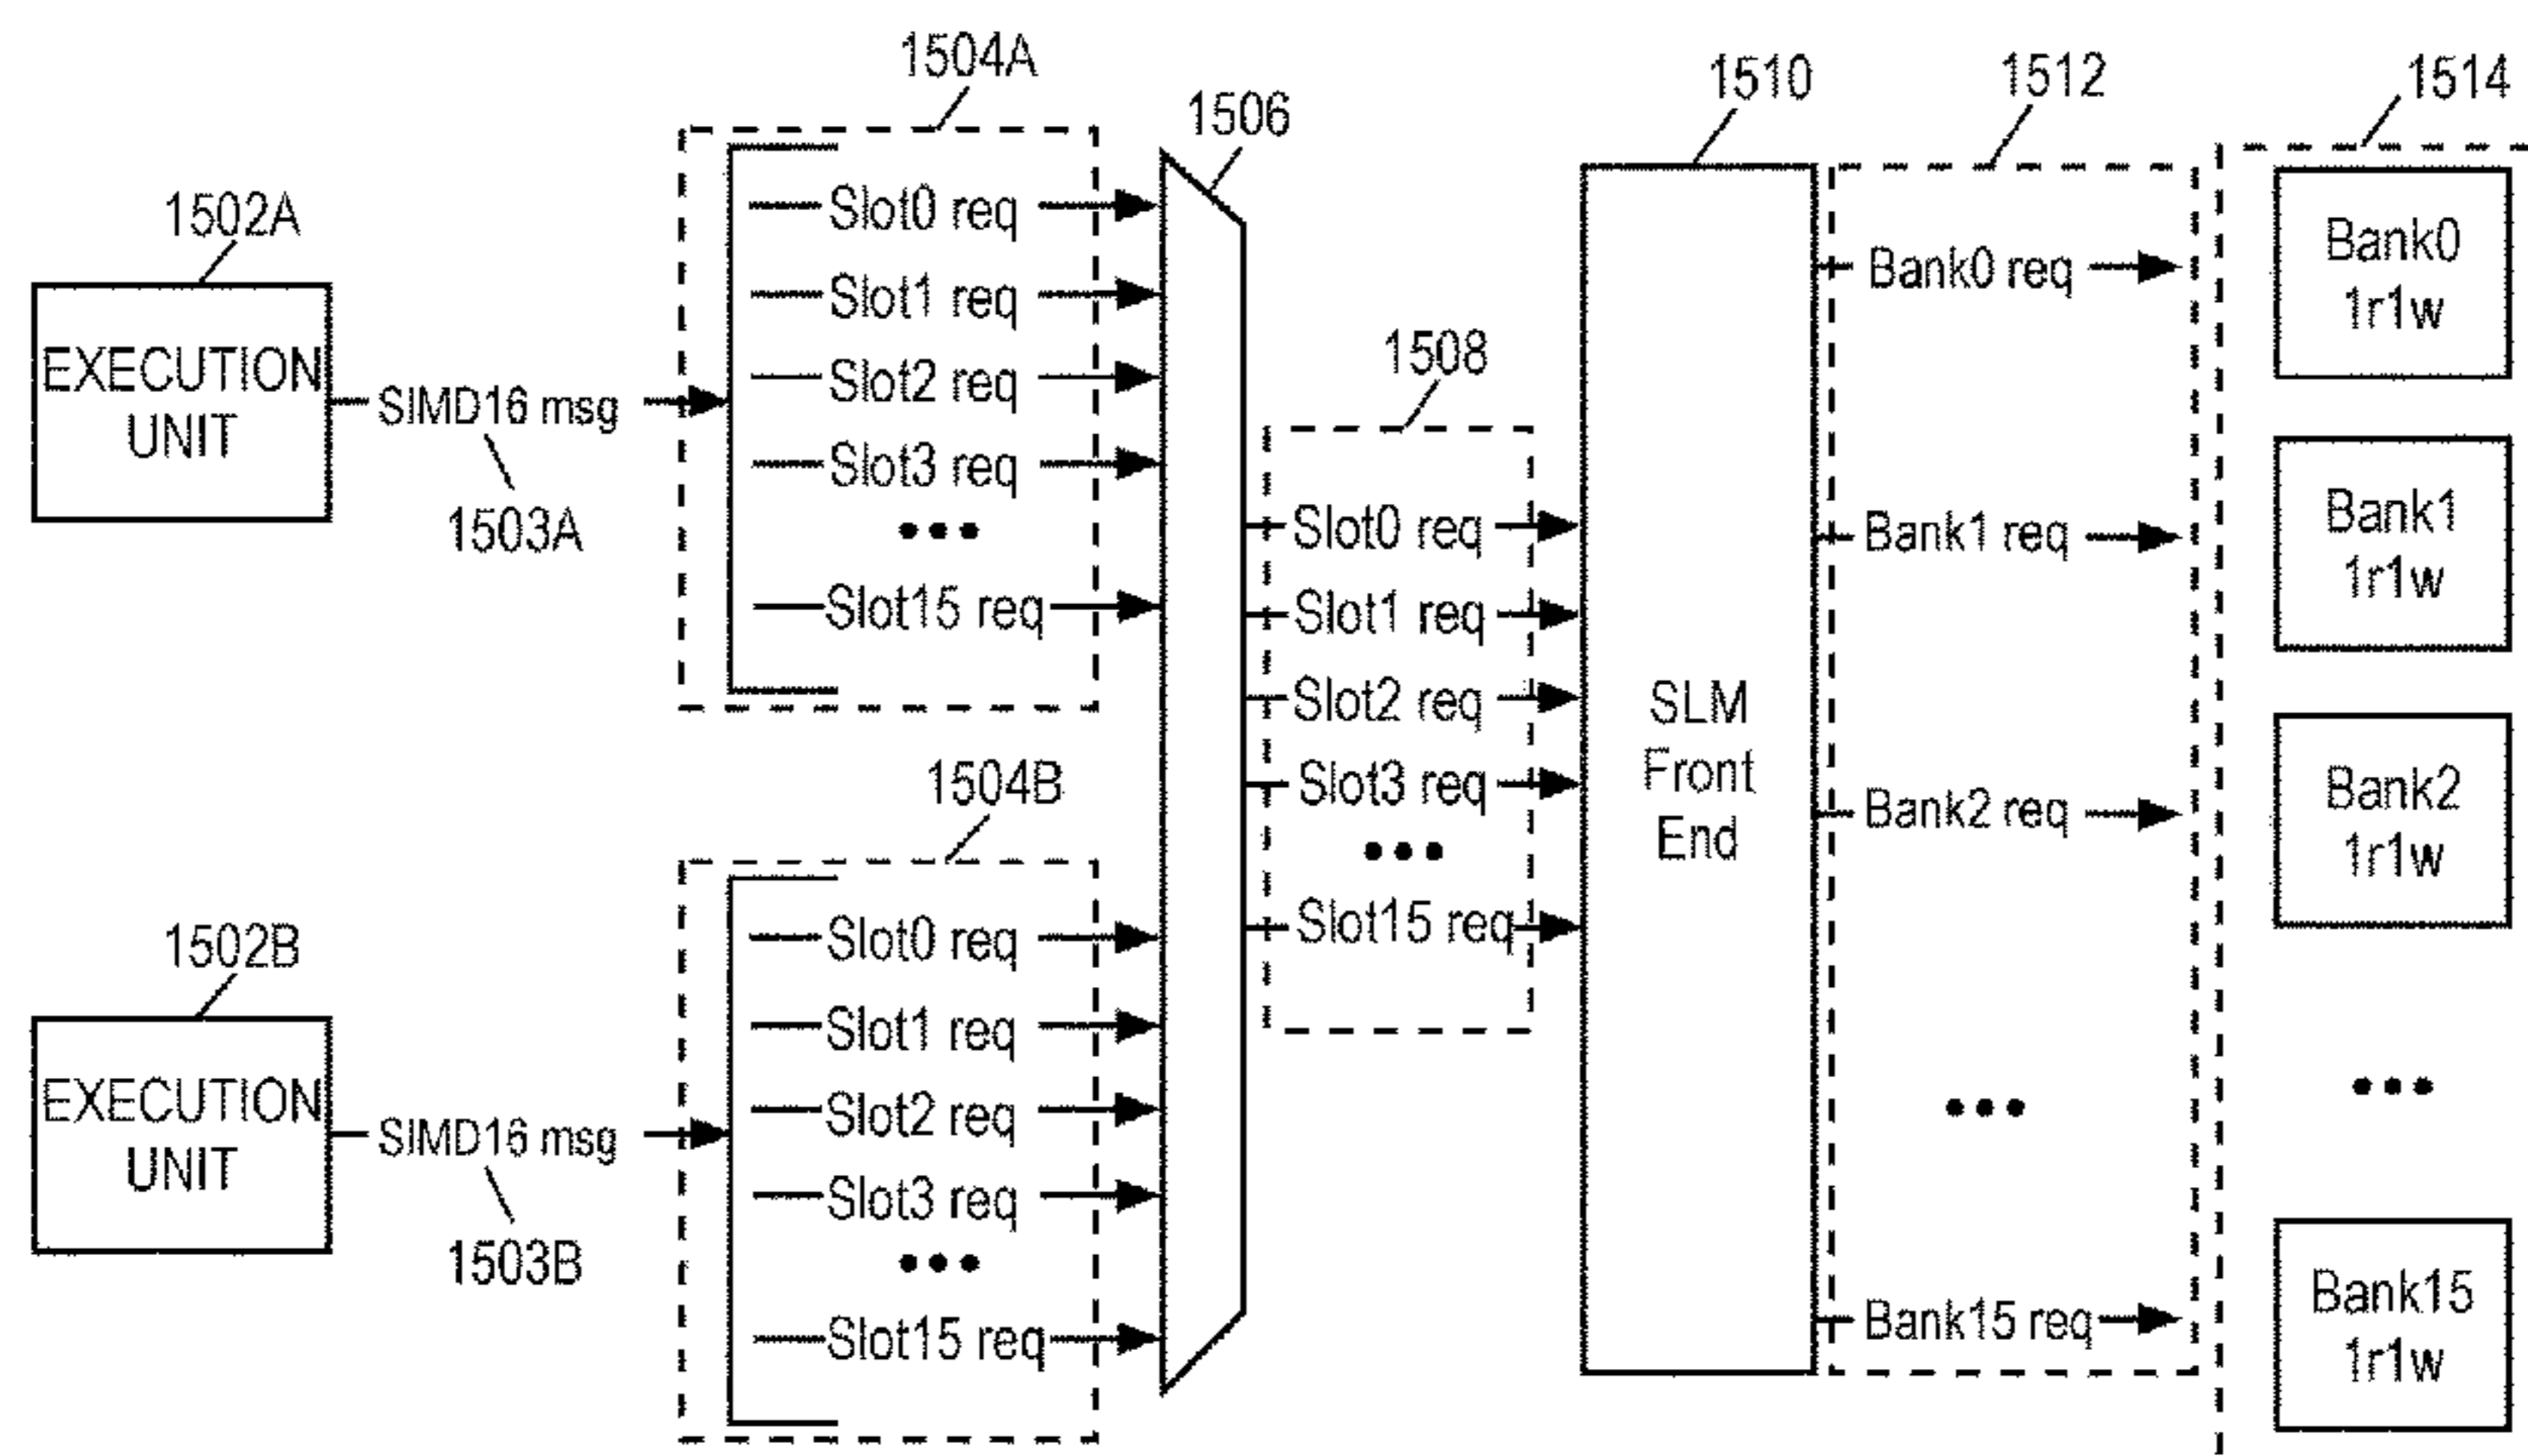 1504A
1506
1510
1512
1514
1502A
EXECUTION
UNIT
SIMD16 msg
1503A
Slot0 req
Slot1 req
Slot2 req
Slot3 req
•••
Slot15 req
1502B
EXECUTION
UNIT
SIMD16 msg
1503B
1504B
Slot0 req
Slot1 req
Slot2 req
Slot3 req
•••
Slot15 req
1508
Slot0 req
Slot1 req
Slot2 req
Slot3 req
•••
Slot15 req
SLM
Front
End
Bank0 req
Bank1 req
Bank2 req
•••
Bank15 req
Bank0
1r1w
Bank1
1r1w
Bank2
1r1w
•••
Bank15
1r1w